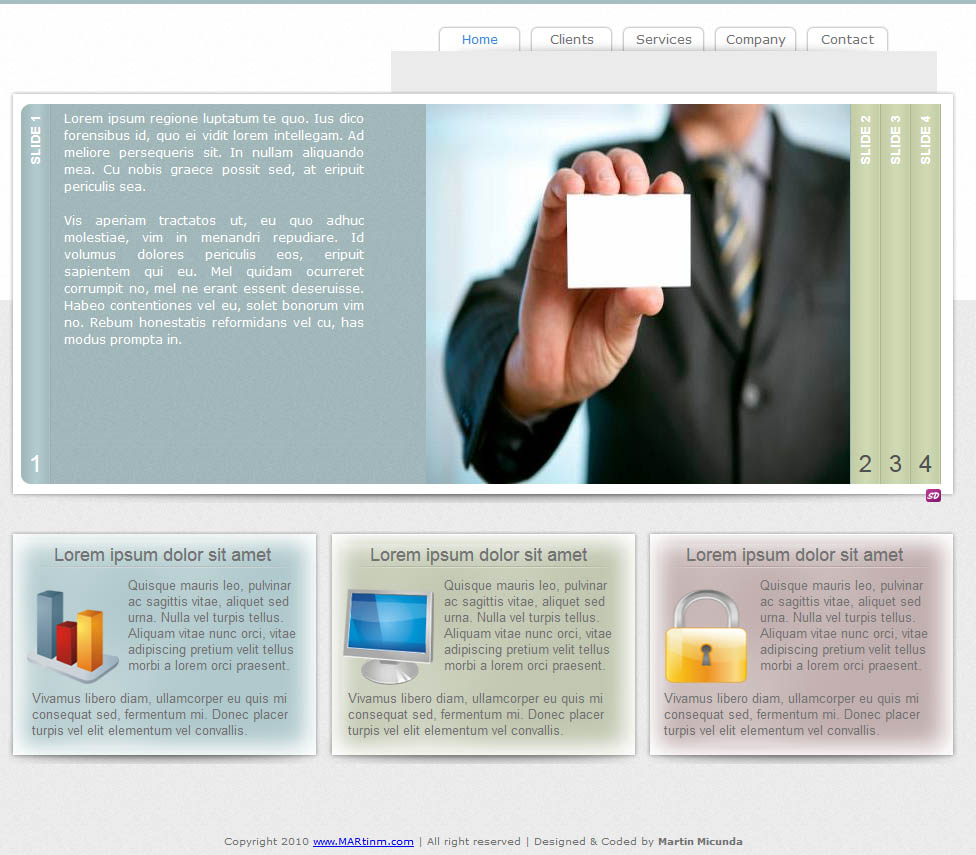 Home Clients Services Company Contact
SLIDE 1
1
Lorem ipsum regione luptatum te quo. Ius dico
forensibus id, quo ei vidit lorem intellegam. Ad
meliore persequeris sit. In nullam aliquando
mea. Cu nobis graece possit sed, at eripuit
periculis sea.
Vis aperiam tractatos ut, eu quo adhuc
molestiae, vim in menandri repudiare. Id
volumus dolores periculis eos, eripuit
sapientem qui eu. Mel quidam ocurreret
corrumpit no, mel ne erant essent deseruisse.
Habeo contentiones vel eu, solet bonorum vim
no. Rebum honestatis reformidans vel cu, has
modus prompta in.
SLIDE 2
2
SLIDE 3
3
SLIDE 4
4
SD
Lorem ipsum dolor sit amet
Quisque mauris leo, pulvinar
ac sagittis vitae, aliquet sed
urna. Nulla vel turpis tellus.
Aliquam vitae nunc orci, vitae
adipiscing pretium velit tellus
morbi a lorem orci praesent.
Vivamus libero diam, ullamcorper eu quis mi
consequat sed, fermentum mi. Donec placer
turpis vel elit elementum vel convallis.
Lorem ipsum dolor sit amet
Quisque mauris leo, pulvinar
ac sagittis vitae, aliquet sed
urna. Nulla vel turpis tellus.
Aliquam vitae nunc orci, vitae
adipiscing pretium velit tellus
morbi a lorem orci praesent.
Vivamus libero diam, ullamcorper eu quis mi
consequat sed, fermentum mi. Donec placer
turpis vel elit elementum vel convallis.
Lorem ipsum dolor sit amet
Quisque mauris leo, pulvinar
ac sagittis vitae, aliquet sed
urna. Nulla vel turpis tellus.
Aliquam vitae nunc orci, vitae
adipiscing pretium velit tellus
morbi a lorem orci praesent.
Vivamus libero diam, ullamcorper eu quis mi
consequat sed, fermentum mi. Donec placer
turpis vel elit elementum vel convallis.
Copyright 2010 www.MARtinm.com | All right reserved | Designed & Coded by Martin Micunda